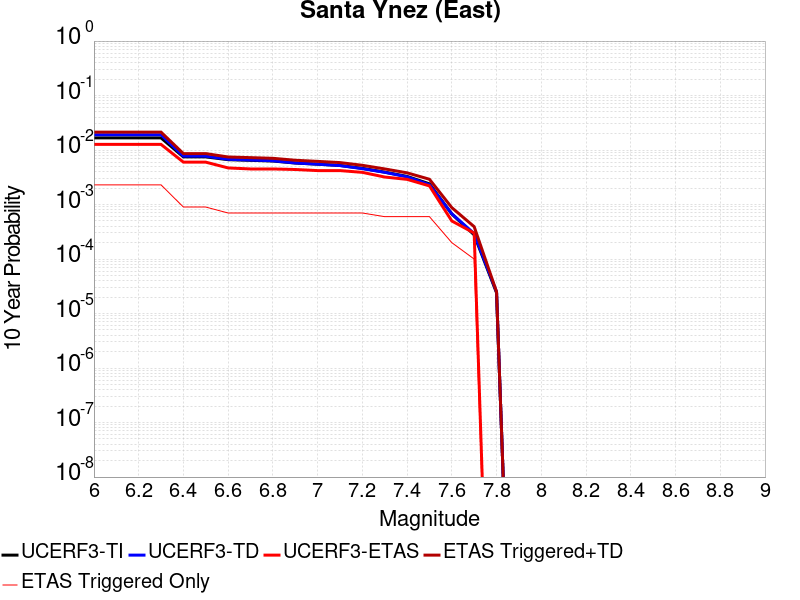 Santa Ynez (East)
10 0
10 -1
10 -2
10 -3
10 -4
10 -5
10 -6
10 -7
10 -8
10 Year Probability
6 6.2 6.4 6.6 6.8 7 7.2 7.4 7.6 7.8 8 8.2 8.4 8.6 8.8 9
Magnitude
UCERF3-TI UCERF3-TD UCERF3-ETAS ETAS Triggered+TD
ETAS Triggered Only